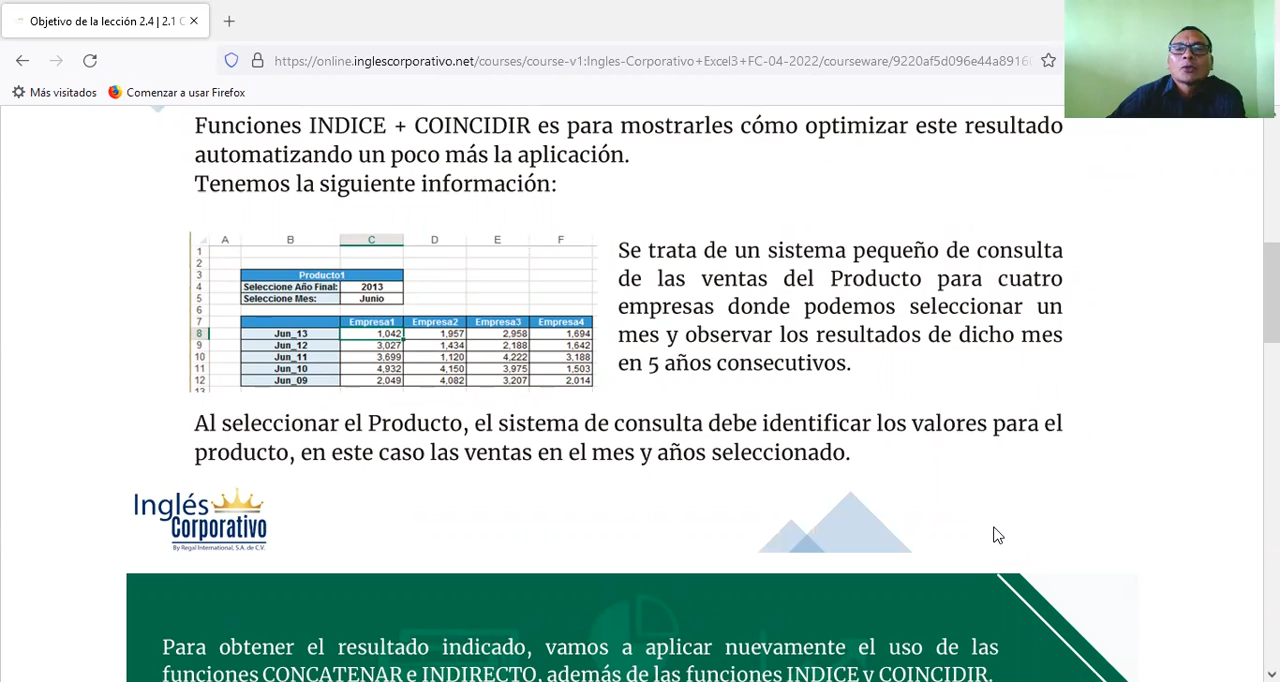 Objetivo de la lección 2.4 | 2.1 C
https://online.inglescorporativo.net/courses/course-v1:Ingles-Corporativo+Excel3+FC-04-2022/courseware/9220af5d096e44a8916
Más visitados Comenzar a usar Firefox
Funciones INDICE + COINCIDIR es para mostrarles cómo optimizar este resultado
automatizando un poco más la aplicación.
Tenemos la siguiente información:
A B C D E F
1
2
3 Producto1
4 Seleccione Año Final: 2013
5 Seleccione Mes: Junio
6
7 Empresa1 Empresa2 Empresa3 Empresa4
8 Jun_13 1,042 1,957 2,958 1,694
9 Jun_12 3,027 1,434 2,188 1,642
10 Jun_11 3,699 1,120 4,222 3,188
11 Jun_10 4,932 4,150 3,975 1,503
12 Jun_09 2,049 4,082 3,207 2,014
13
Se trata de un sistema pequeño de consulta
de las ventas del Producto para cuatro
empresas donde podemos seleccionar un
mes y observar los resultados de dicho mes
en 5 años consecutivos.
Al seleccionar el Producto, el sistema de consulta debe identificar los valores para el
producto, en este caso las ventas en el mes y años seleccionado.
Inglés
Corporativo
By Regal International, S.A. de C.V.
Para obtener el resultado indicado, vamos a aplicar nuevamente el uso de las
funciones CONCATENAR e INDIRECTO, además de las funciones INDICE y COINCIDIR.